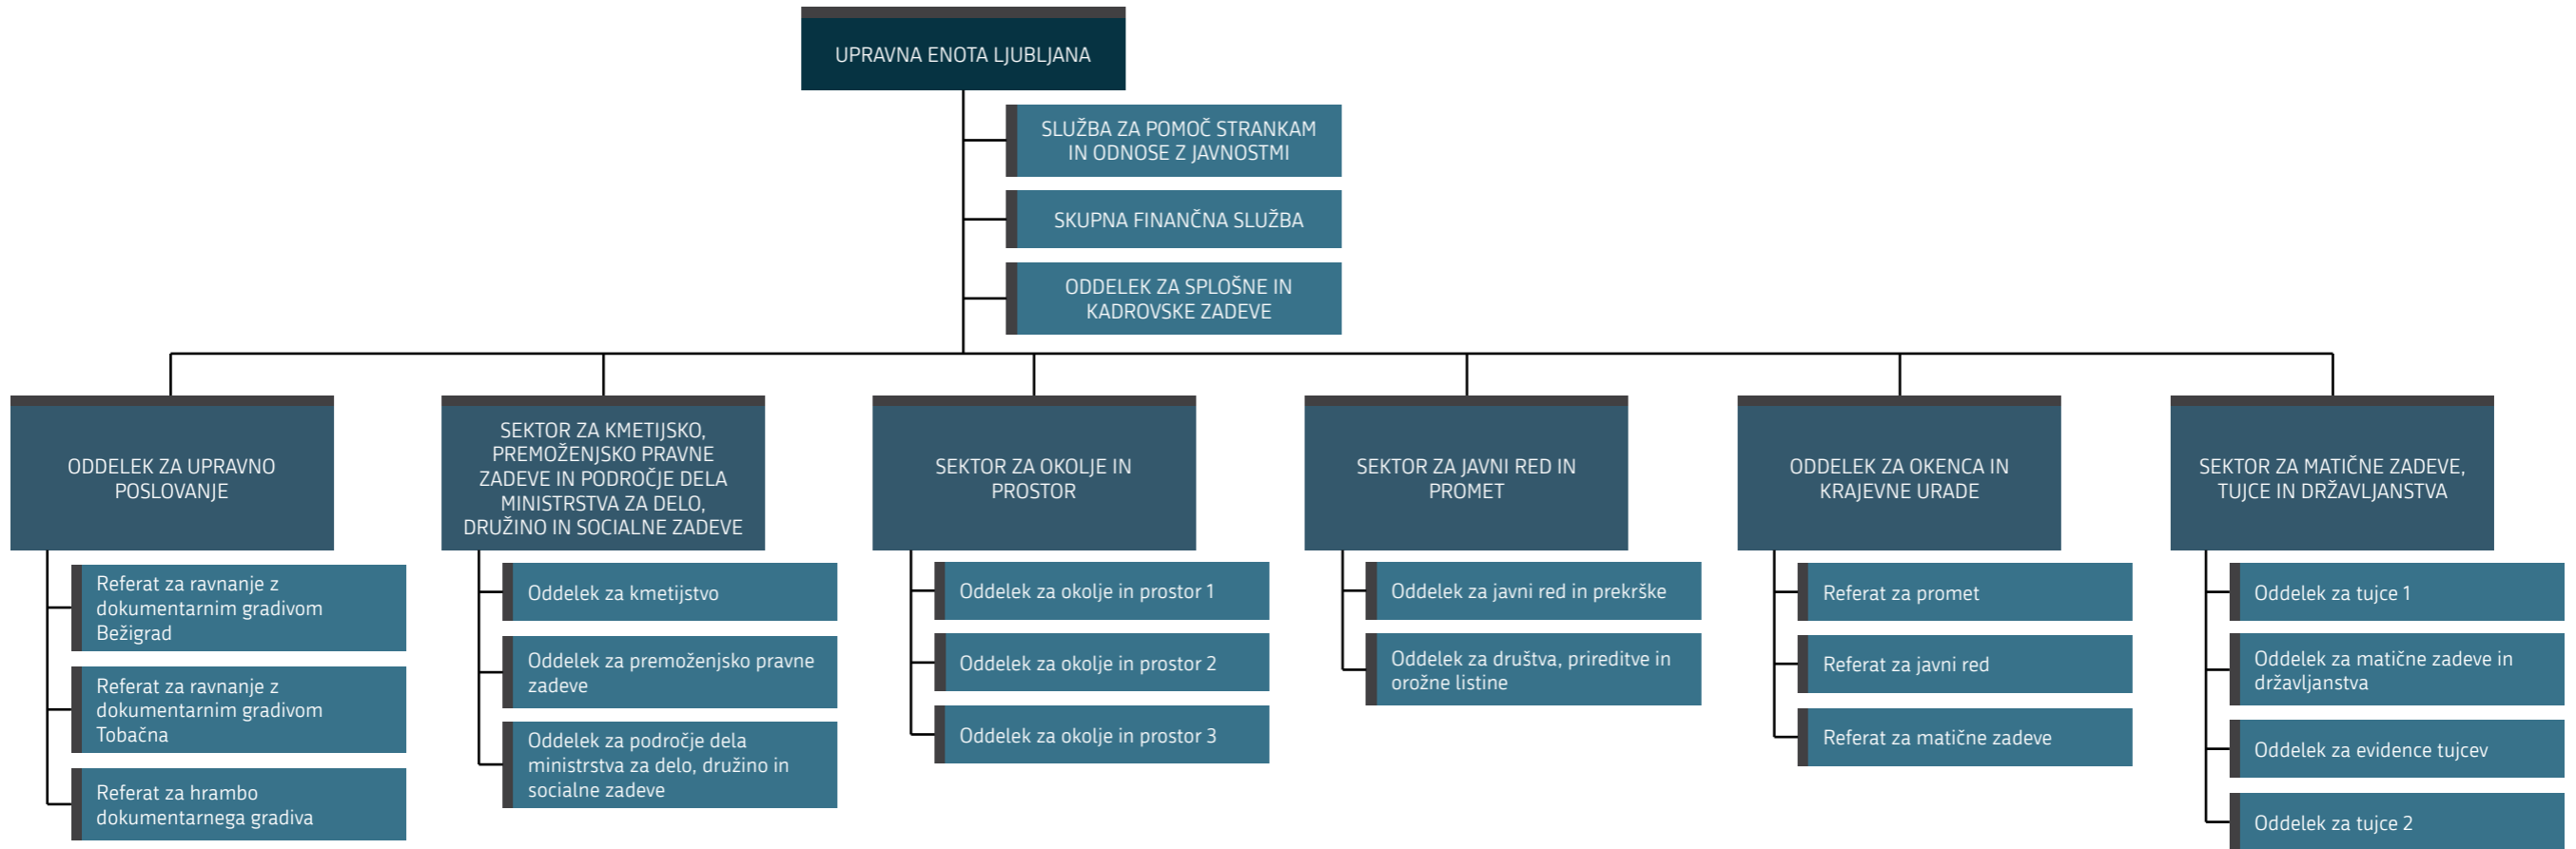 UPRAVNA ENOTA LJUBLJANA
SLUŽBA ZA POMOČ STRANKAM
IN ODNOSE Z JAVNOSTMI
SKUPNA FINANČNA SLUŽBA
ODDELEK ZA SPLOŠNE IN
KADROVSKE ZADEVE
ODDELEK ZA UPRAVNO
POSLOVANJE
Referat za ravnanje z
dokumentarnim gradivom
Bežigrad
Referat za ravnanje z
dokumentarnim gradivom
Tobačna
Referat za hrambo
dokumentarnega gradiva
SEKTOR ZA KMETIJSKO,
PREMOŽENJSKO PRAVNE
ZADEVE IN PODROČJE DELA
MINISTRSTVA ZA DELO,
DRUŽINO IN SOCIALNE ZADEVE
Oddelek za kmetijstvo
Oddelek za premoženjsko pravne
zadeve
Oddelek za področje dela
ministrstva za delo, družino in
socialne zadeve
SEKTOR ZA OKOLJE IN
PROSTOR
Oddelek za okolje in prostor 1
Oddelek za okolje in prostor 2
Oddelek za okolje in prostor 3
SEKTOR ZA JAVNI RED IN
PROMET
Oddelek za javni red in prekrške
Oddelek za društva, prireditve in
orožne listine
ODDELEK ZA OKENCA IN
KRAJEVNE URADE
Referat za promet
Referat za javni red
Referat za matične zadeve
SEKTOR ZA MATIČNE ZADEVE,
TUJCE IN DRŽAVLJANSTVA
Oddelek za tujce 1
Oddelek za matične zadeve in
državljanstva
Oddelek za evidence tujcev
Oddelek za tujce 2